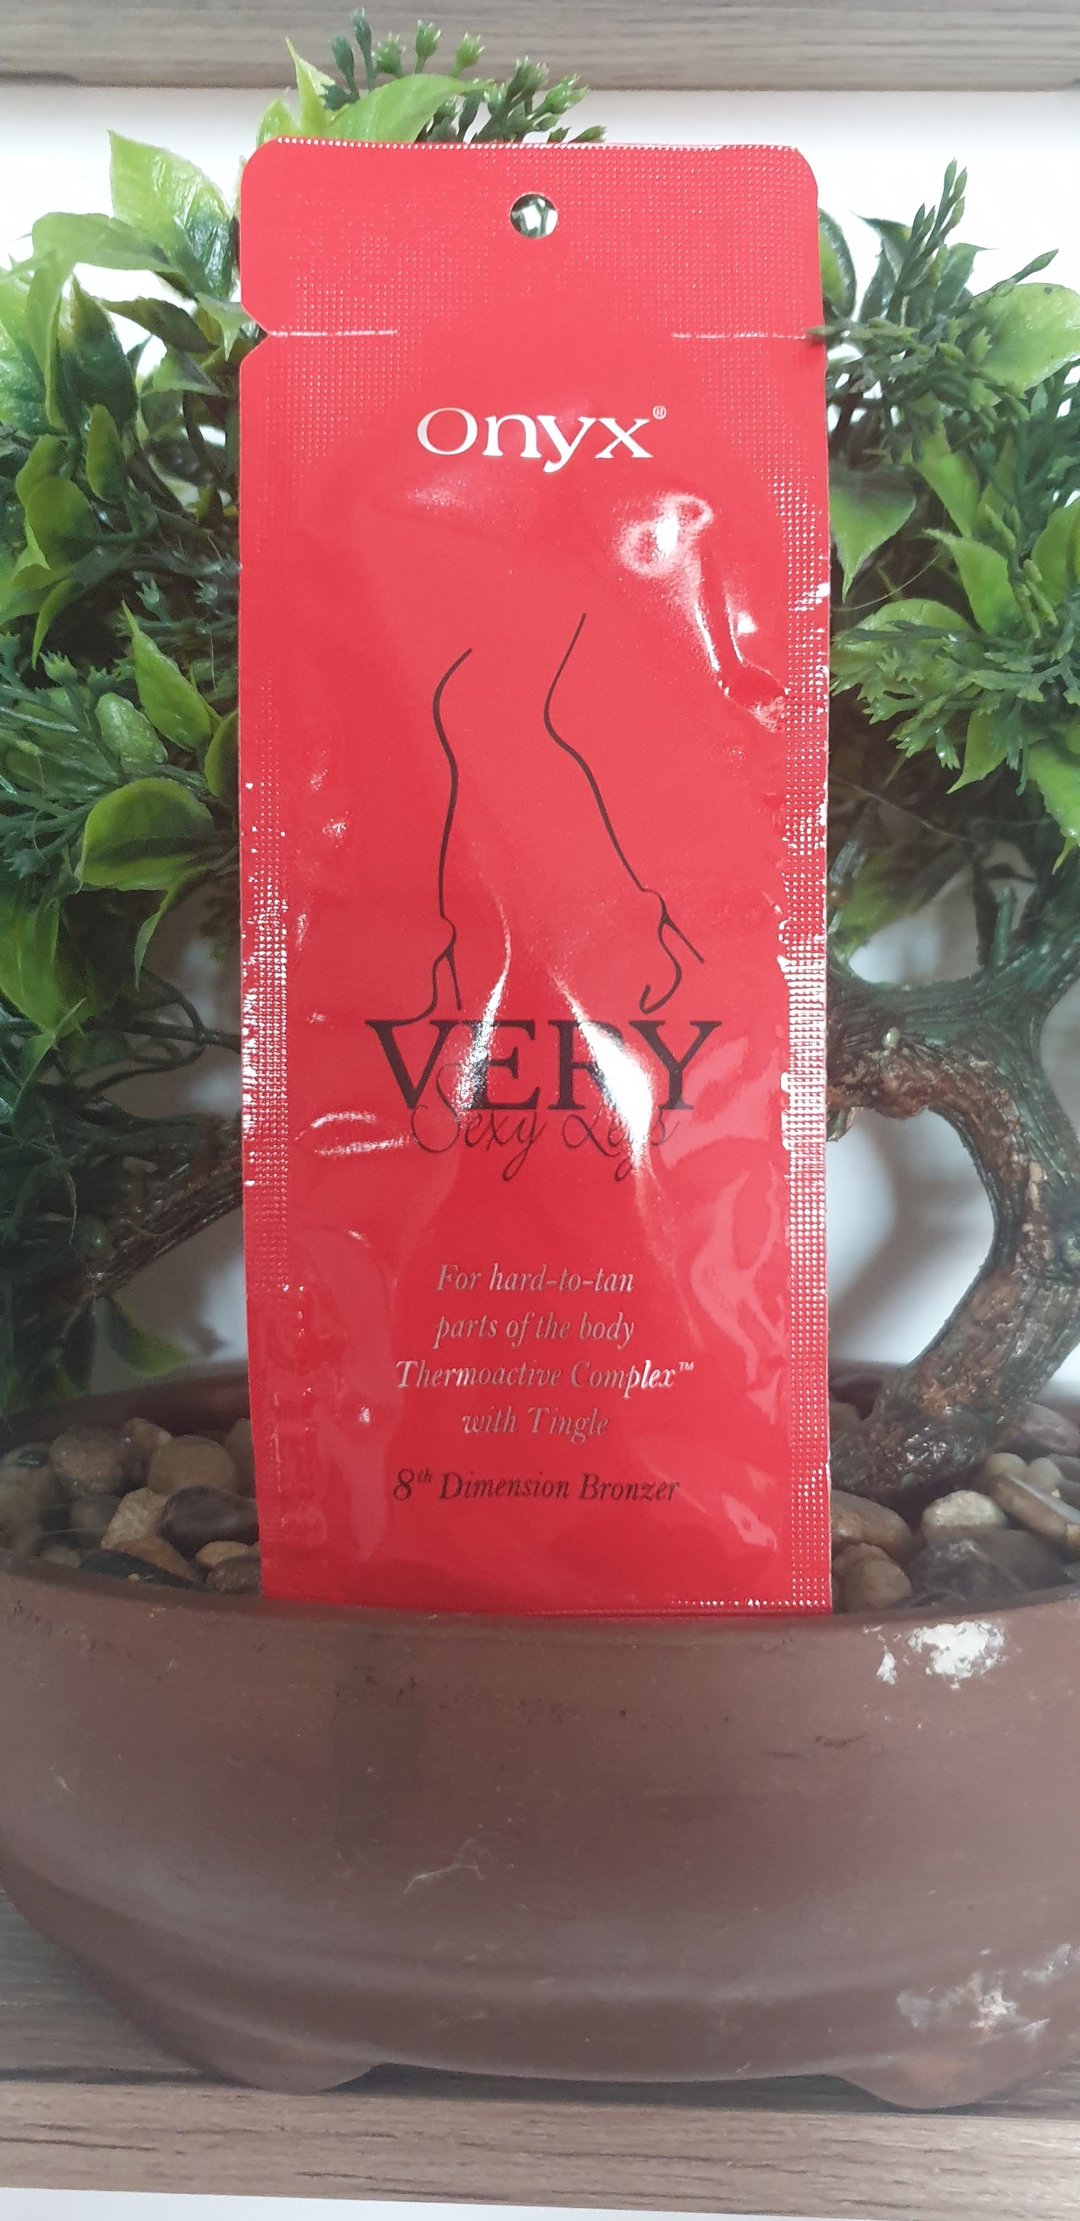 Onyx®
VERY
Sexy Legs
For hard-to-tan
parts of the body
Thermoactive Complex™
with Tingle
8th Dimension Bronzer